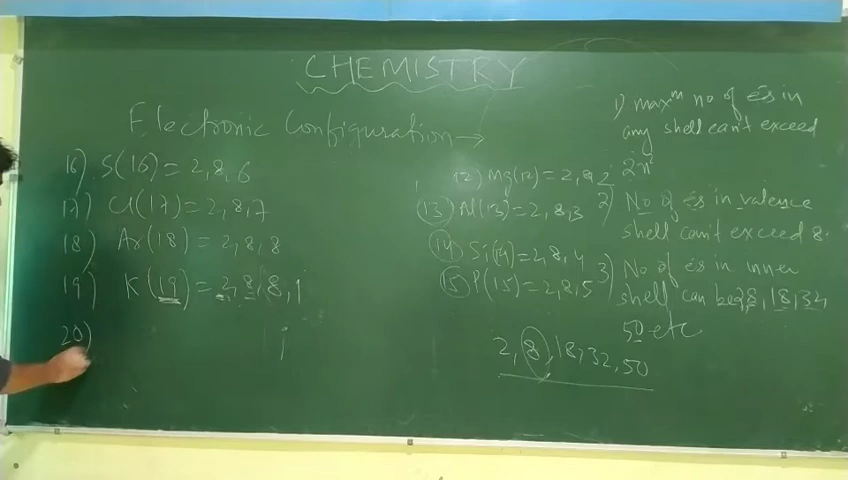 CHEMISTRY
Electronic Configuration →
16) S(16) = 2,8,6
17) Cl(17) = 2,8,7
18) Ar(18) = 2,8,8
19) K(19) = 2,8,8,1
20)
12) Mg(12) = 2,8,2
13) Al(13) = 2,8,3
14) Si(14) = 2,8,4
15) P(15) = 2,8,5
2,8,18,32,50
1) maxᵐ no of és in
any shell can't exceed
2n²
2) No of és in valence
shell can't exceed 8.
3) No of és in inner
shell can be 2,8,18,32,
50 etc